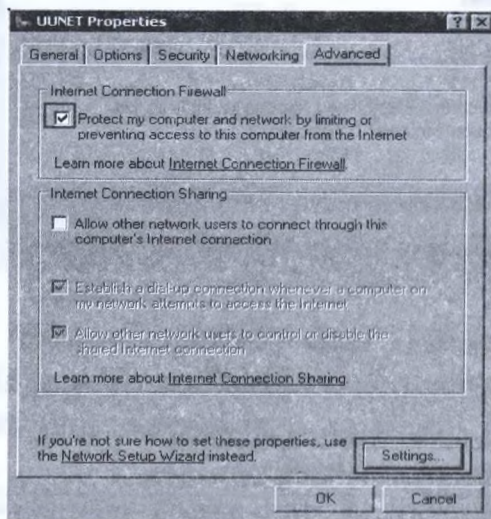 UUNET Properties
General Options Security Networking Advanced
Internet Connection Firewall
Protect my computer and network by limiting or
preventing access to this computer from the Internet
Learn more about Internet Connection Firewall.
Internet Connection Sharing
Allow other network users to connect through this
computer's Internet connection
Establish a dial-up connection whenever a computer on
my network attempts to access the Internet
Allow other network users to control or disable the
shared Internet connection
Learn more about Internet Connection Sharing.
If you're not sure how to set these properties, use
the Network Setup Wizard instead.
Settings...
OK Cancel